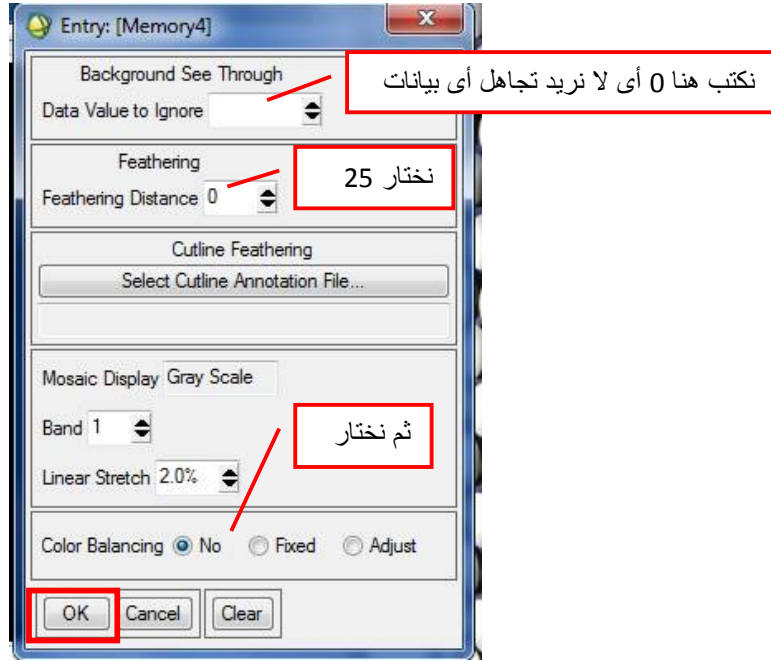 Entry: [Memory4]
Background See Through
نكتب هنا 0 أى لا نريد تجاهل أى بيانات
Data Value to Ignore
Feathering
نختار 25
Feathering Distance 0
Cutline Feathering
Select Cutline Annotation File...
Mosaic Display Gray Scale
Band 1
ثم نختار
Linear Stretch 2.0%
Color Balancing No Fixed Adjust
OK Cancel Clear